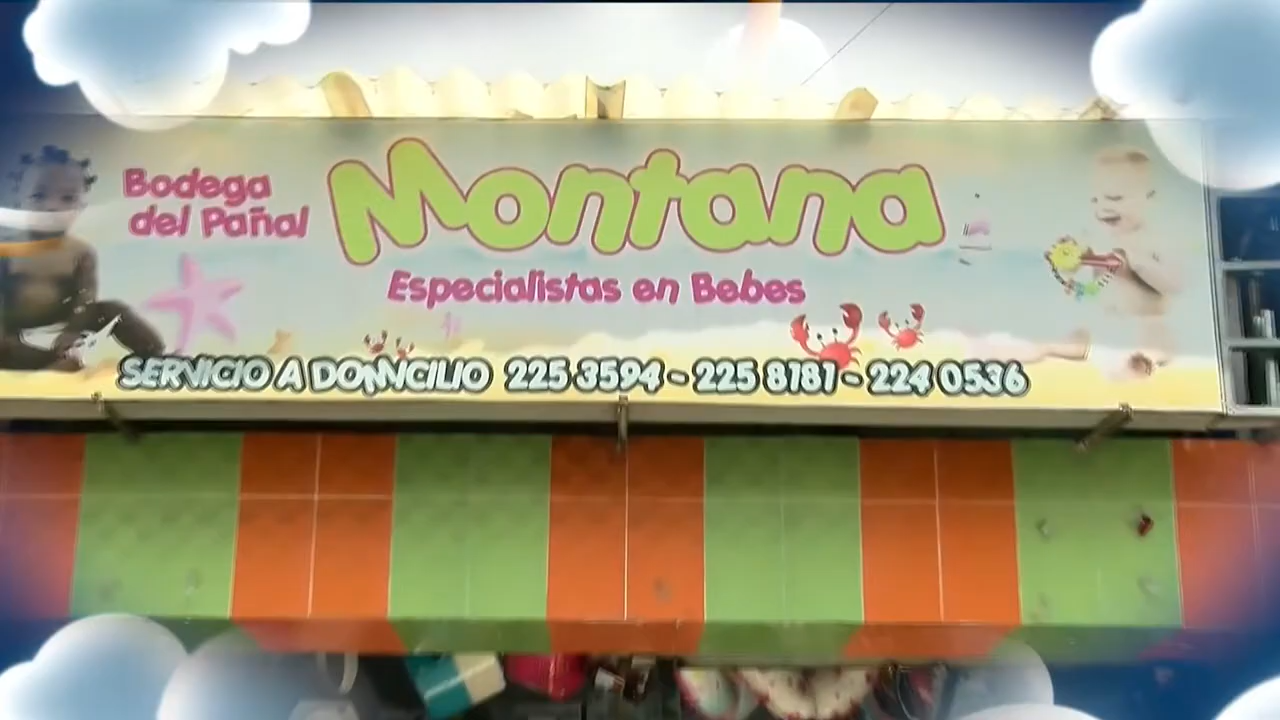 Bodega
del Pañal
Montana
Especialistas en Bebes
SERVICIO A DOMICILIO 225 3594 - 225 8181 - 224 0536